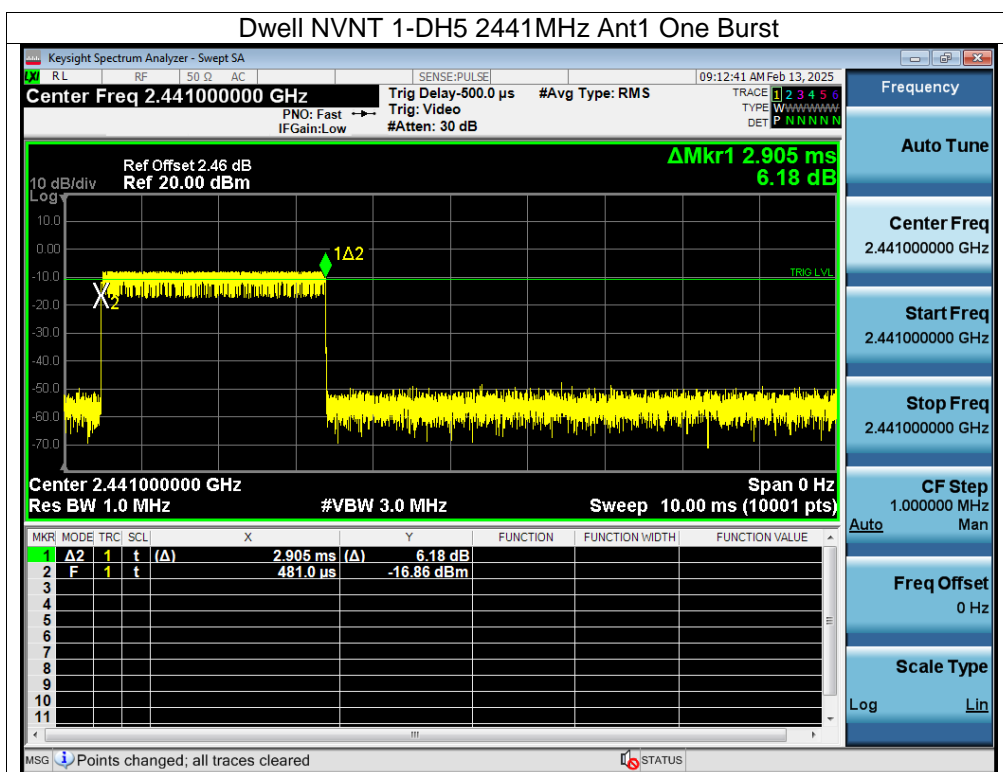 Dwell NVNT 1-DH5 2441MHz Ant1 One Burst
Keysight Spectrum Analyzer - Swept SA
LXI RL RF 50 Ω AC SENSE:PULSE 09:12:41 AM Feb 13, 2025
Center Freq 2.441000000 GHz
PNO: Fast
IFGain:Low
Trig Delay-500.0 µs
Trig: Video
#Atten: 30 dB
#Avg Type: RMS
TRACE 1 2 3 4 5 6
TYPE WWWWWWW
DET P N N N N N
Ref Offset 2.46 dB
Ref 20.00 dBm
10 dB/div
Log
ΔMkr1 2.905 ms
6.18 dB
10.0
0.00
-10.0
-20.0
-30.0
-40.0
-50.0
-60.0
-70.0
1Δ2
2
TRIG LVL
Center 2.441000000 GHz Span 0 Hz
Res BW 1.0 MHz #VBW 3.0 MHz Sweep 10.00 ms (10001 pts)
MKR MODE TRC SCL X Y FUNCTION FUNCTION WIDTH FUNCTION VALUE
1 Δ2 1 t (Δ) 2.905 ms (Δ) 6.18 dB
2 F 1 t 481.0 µs -16.86 dBm
3
4
5
6
7
8
9
10
11
MSG Points changed; all traces cleared STATUS
Frequency
Auto Tune
Center Freq
2.441000000 GHz
Start Freq
2.441000000 GHz
Stop Freq
2.441000000 GHz
CF Step
1.000000 MHz
Auto Man
Freq Offset
0 Hz
Scale Type
Log Lin